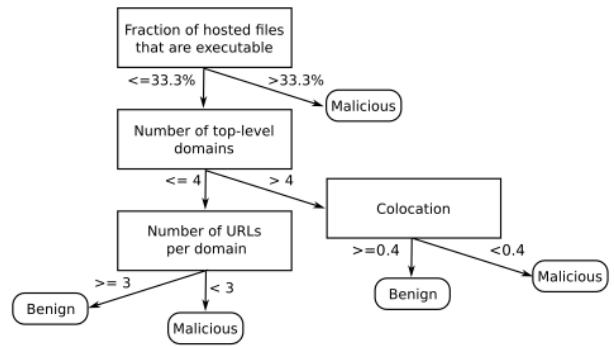 Fraction of hosted files
that are executable
<=33.3%
>33.3%
Malicious
Number of top-level
domains
<= 4
> 4
Colocation
Number of URLs
per domain
>=0.4
<0.4
Malicious
>= 3
< 3
Benign
Benign
Malicious